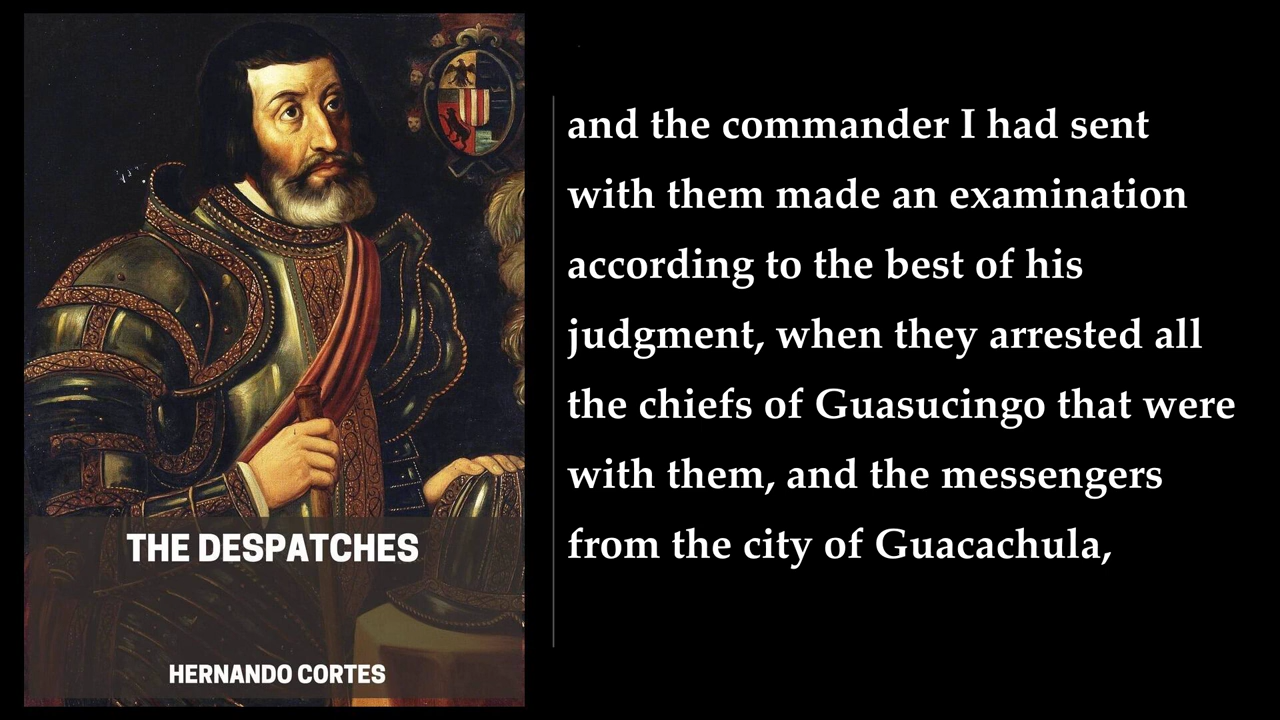 THE DESPATCHES
HERNANDO CORTES
and the commander I had sent
with them made an examination
according to the best of his
judgment, when they arrested all
the chiefs of Guasucingo that were
with them, and the messengers
from the city of Guacachula,